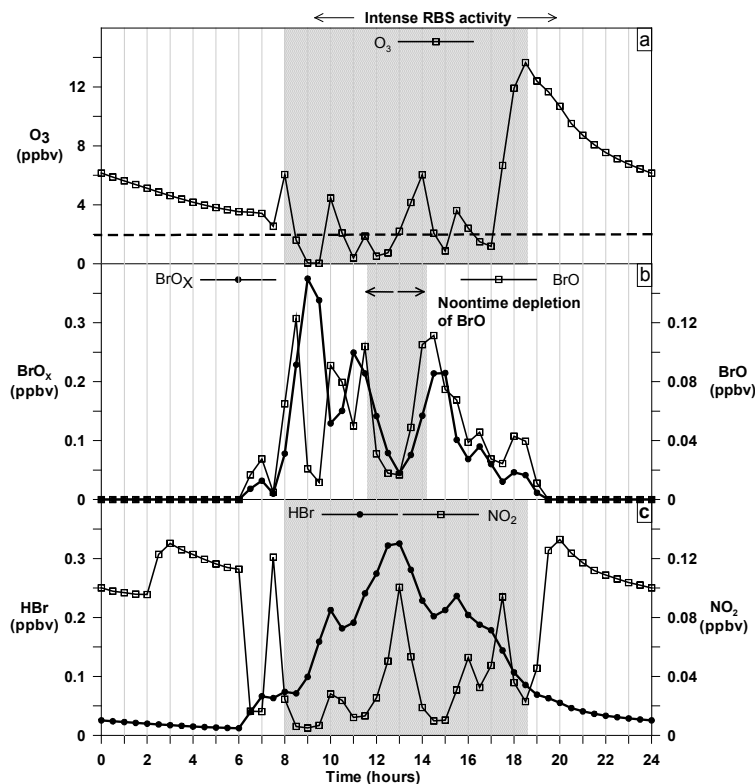 Intense RBS activity
a
O3
12
8
4
0
O3
(ppbv)
b
BrOX
BrO
Noontime depletion
of BrO
0.3
0.2
0.1
0
BrOx
(ppbv)
0.12
0.08
0.04
0
BrO
(ppbv)
c
HBr
NO2
0.3
0.2
0.1
0
HBr
(ppbv)
0.12
0.08
0.04
0
NO2
(ppbv)
0 2 4 6 8 10 12 14 16 18 20 22 24
Time (hours)